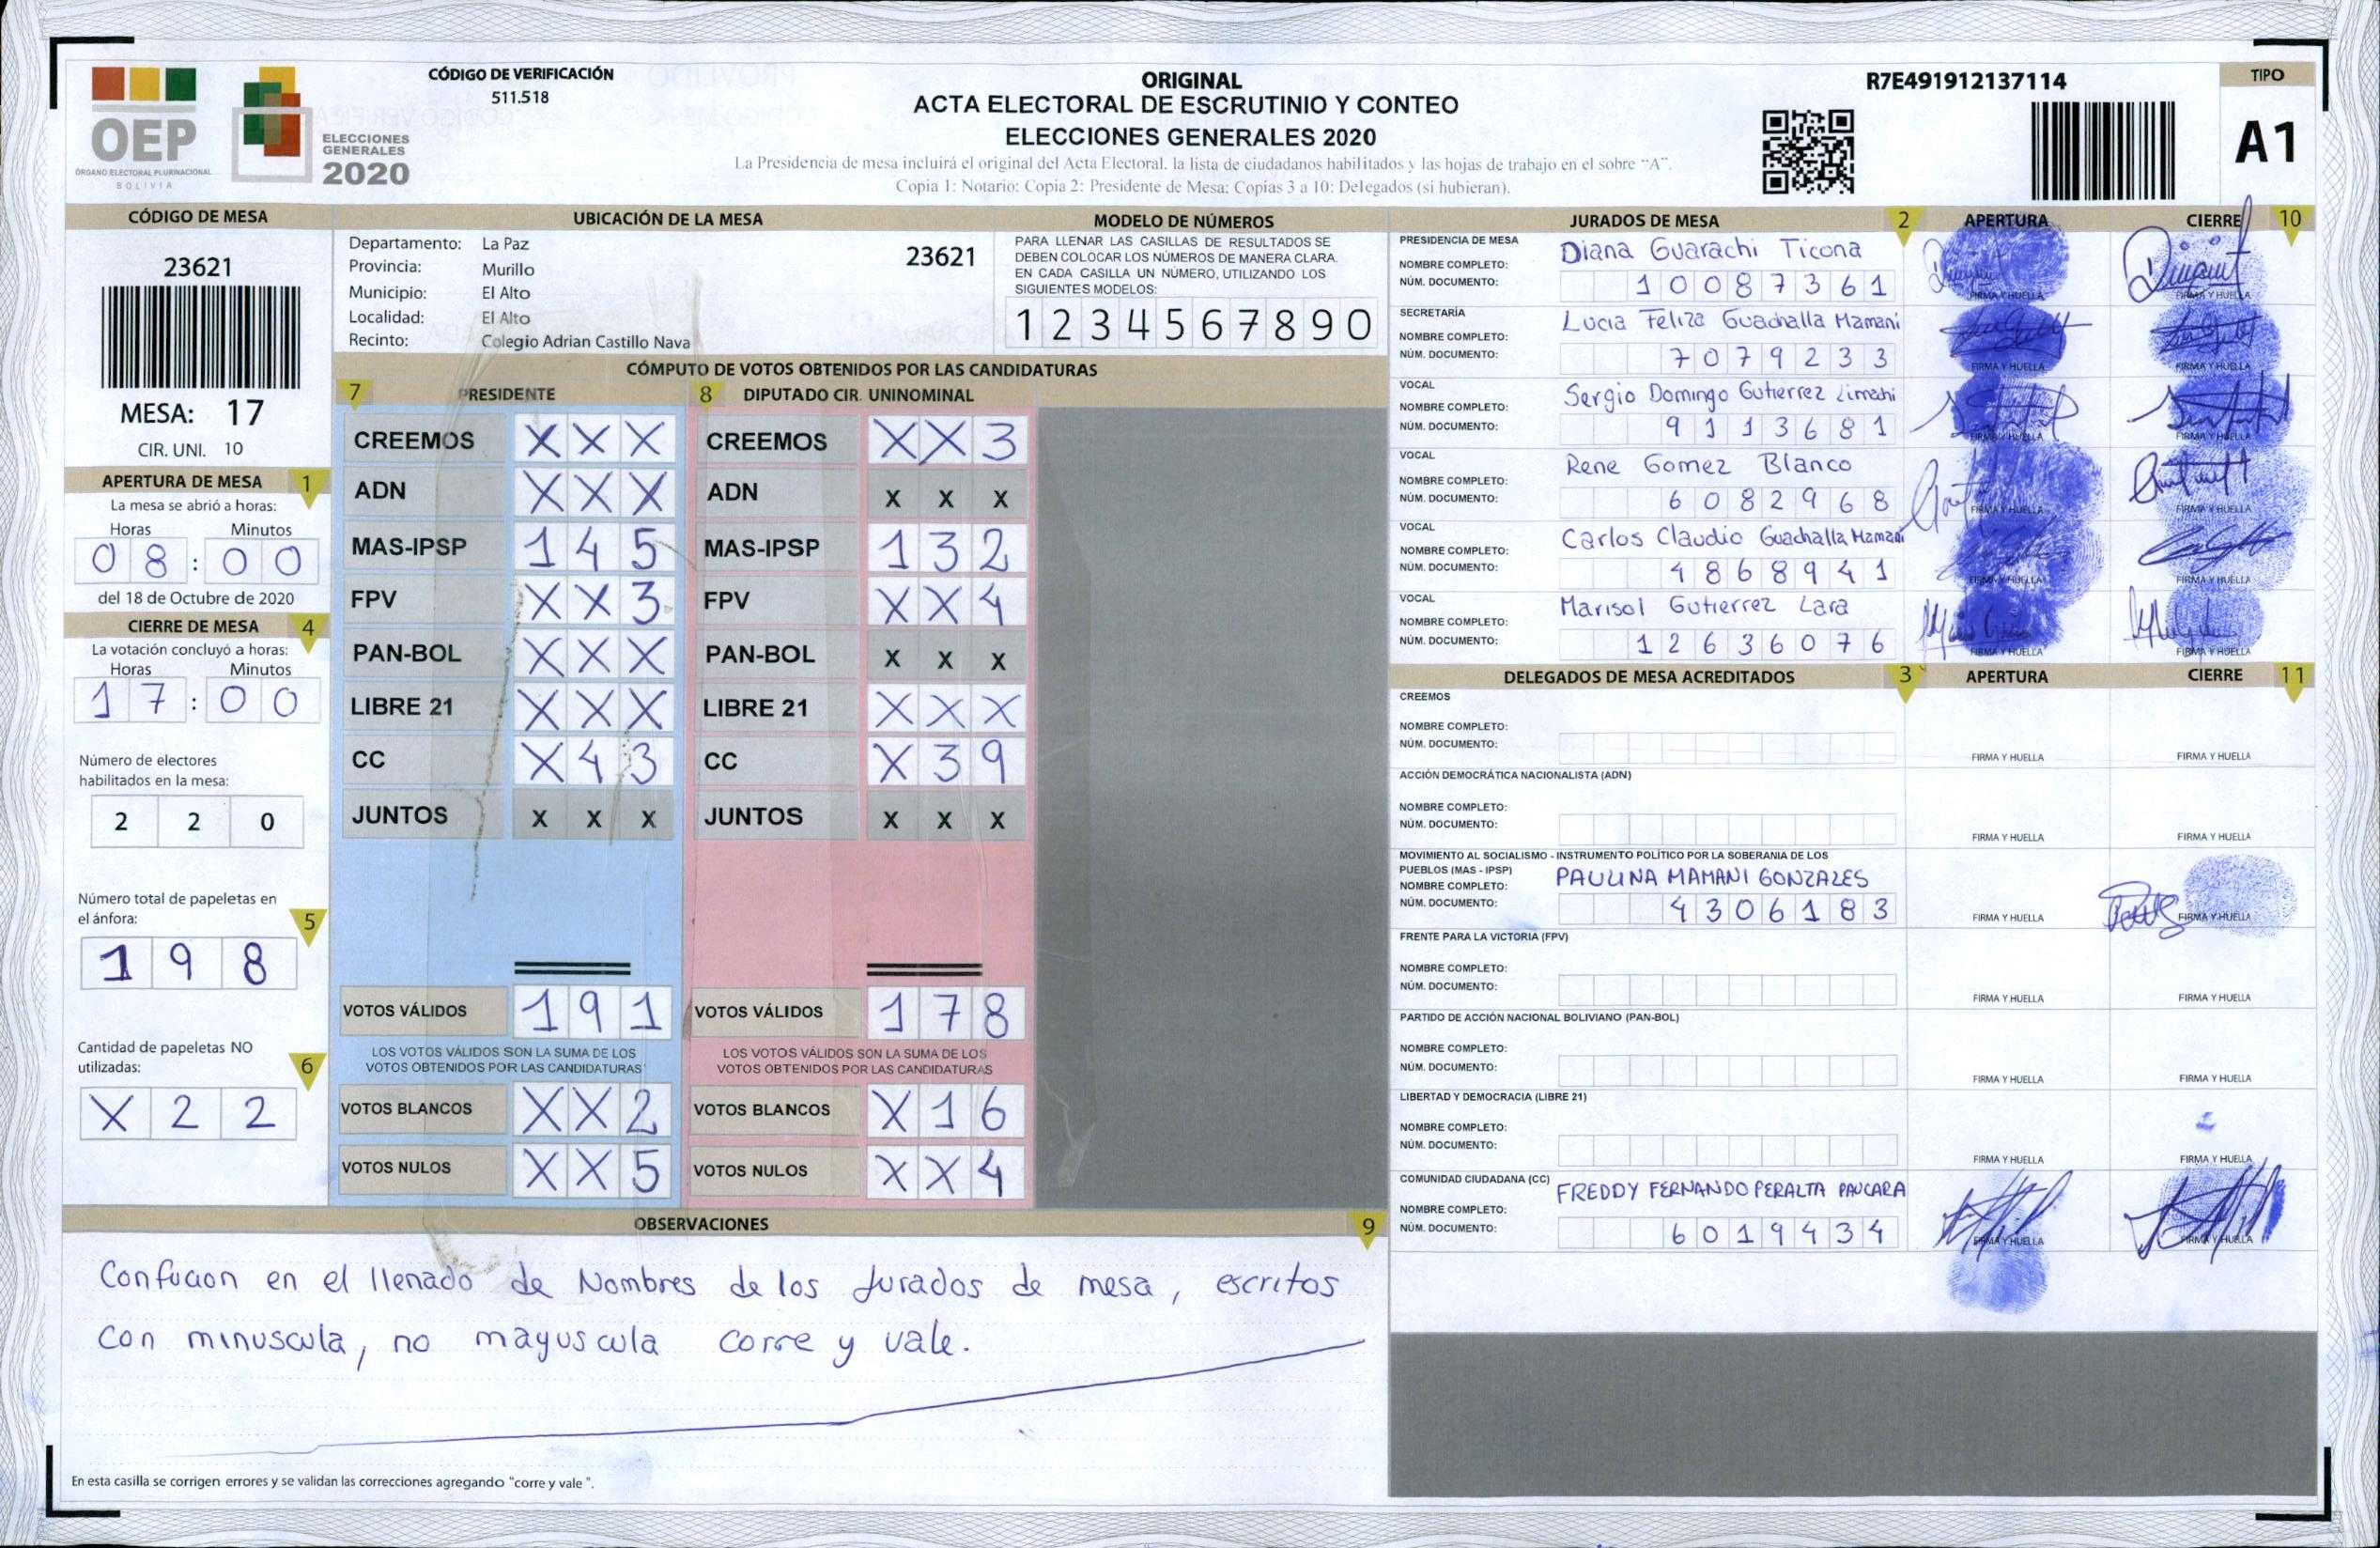 CÓDIGO DE VERIFICACIÓN
511.518
OEP
ÓRGANO ELECTORAL PLURINACIONAL
BOLIVIA
ELECCIONES
GENERALES
2020
ORIGINAL
ACTA ELECTORAL DE ESCRUTINIO Y CONTEO
ELECCIONES GENERALES 2020
La Presidencia de mesa incluirá el original del Acta Electoral, la lista de ciudadanos habilitados y las hojas de trabajo en el sobre "A".
Copia 1: Notario; Copia 2: Presidente de Mesa; Copias 3 a 10: Delegados (si hubieran).
R7E491912137114
TIPO
A1
CÓDIGO DE MESA
23621
MESA: 17
CIR. UNI. 10
APERTURA DE MESA 1
La mesa se abrió a horas:
Horas Minutos
0 8 : 0 0
del 18 de Octubre de 2020
CIERRE DE MESA 4
La votación concluyó a horas:
Horas Minutos
1 7 : 0 0
Número de electores
habilitados en la mesa:
2 2 0
Número total de papeletas en
el ánfora: 5
1 9 8
Cantidad de papeletas NO
utilizadas: 6
X 2 2
UBICACIÓN DE LA MESA
Departamento: La Paz
23621
Provincia: Murillo
Municipio: El Alto
Localidad: El Alto
Recinto: Colegio Adrian Castillo Nava
MODELO DE NÚMEROS
PARA LLENAR LAS CASILLAS DE RESULTADOS SE
DEBEN COLOCAR LOS NÚMEROS DE MANERA CLARA.
EN CADA CASILLA UN NÚMERO, UTILIZANDO LOS
SIGUIENTES MODELOS:
1 2 3 4 5 6 7 8 9 0
CÓMPUTO DE VOTOS OBTENIDOS POR LAS CANDIDATURAS
7 PRESIDENTE 8 DIPUTADO CIR. UNINOMINAL
CREEMOS X X X CREEMOS X X 3
ADN X X X ADN X X X
MAS-IPSP 1 4 5 MAS-IPSP 1 3 2
FPV X X 3 FPV X X 4
PAN-BOL X X X PAN-BOL X X X
LIBRE 21 X X X LIBRE 21 X X X
CC X 4 3 CC X 3 9
JUNTOS X X X JUNTOS X X X
VOTOS VÁLIDOS 1 9 1 VOTOS VÁLIDOS 1 7 8
LOS VOTOS VÁLIDOS SON LA SUMA DE LOS LOS VOTOS VÁLIDOS SON LA SUMA DE LOS
VOTOS OBTENIDOS POR LAS CANDIDATURAS VOTOS OBTENIDOS POR LAS CANDIDATURAS
VOTOS BLANCOS X X 2 VOTOS BLANCOS X 1 6
VOTOS NULOS X X 5 VOTOS NULOS X X 4
OBSERVACIONES 9
Confucion en el llenado de Nombres de los Jurados de mesa, escritos
con minuscula, no mayuscula corre y vale.
En esta casilla se corrigen errores y se validan las correcciones agregando "corre y vale ".
JURADOS DE MESA 2 APERTURA CIERRE 10
PRESIDENCIA DE MESA
NOMBRE COMPLETO: Diana Guarachi Ticona
NÚM. DOCUMENTO: 1 0 0 8 7 3 6 1
FIRMA Y HUELLA FIRMA Y HUELLA
SECRETARÍA
NOMBRE COMPLETO: Lucia Feliza Guachalla Mamani
NÚM. DOCUMENTO: 7 0 7 9 2 3 3
FIRMA Y HUELLA FIRMA Y HUELLA
VOCAL
NOMBRE COMPLETO: Sergio Domingo Gutierrez Limachi
NÚM. DOCUMENTO: 9 1 1 3 6 8 1
FIRMA Y HUELLA FIRMA Y HUELLA
VOCAL
NOMBRE COMPLETO: Rene Gomez Blanco
NÚM. DOCUMENTO: 6 0 8 2 9 6 8
FIRMA Y HUELLA FIRMA Y HUELLA
VOCAL
NOMBRE COMPLETO: Carlos Claudio Guachalla Mamani
NÚM. DOCUMENTO: 4 8 6 8 9 4 1
FIRMA Y HUELLA FIRMA Y HUELLA
VOCAL
NOMBRE COMPLETO: Marisol Gutierrez Lara
NÚM. DOCUMENTO: 1 2 6 3 6 0 7 6
FIRMA Y HUELLA FIRMA Y HUELLA
DELEGADOS DE MESA ACREDITADOS 3 APERTURA CIERRE 11
CREEMOS
NOMBRE COMPLETO:
NÚM. DOCUMENTO:
FIRMA Y HUELLA FIRMA Y HUELLA
ACCIÓN DEMOCRÁTICA NACIONALISTA (ADN)
NOMBRE COMPLETO:
NÚM. DOCUMENTO:
FIRMA Y HUELLA FIRMA Y HUELLA
MOVIMIENTO AL SOCIALISMO - INSTRUMENTO POLÍTICO POR LA SOBERANIA DE LOS
PUEBLOS (MAS - IPSP)
NOMBRE COMPLETO: PAULINA MAMANI GONZALES
NÚM. DOCUMENTO: 4 3 0 6 1 8 3
FIRMA Y HUELLA FIRMA Y HUELLA
FRENTE PARA LA VICTORIA (FPV)
NOMBRE COMPLETO:
NÚM. DOCUMENTO:
FIRMA Y HUELLA FIRMA Y HUELLA
PARTIDO DE ACCIÓN NACIONAL BOLIVIANO (PAN-BOL)
NOMBRE COMPLETO:
NÚM. DOCUMENTO:
FIRMA Y HUELLA FIRMA Y HUELLA
LIBERTAD Y DEMOCRACIA (LIBRE 21)
NOMBRE COMPLETO:
NÚM. DOCUMENTO:
FIRMA Y HUELLA FIRMA Y HUELLA
COMUNIDAD CIUDADANA (CC)
NOMBRE COMPLETO: FREDDY FERNANDO PERALTA PAUCARA
NÚM. DOCUMENTO: 6 0 1 9 4 3 4
FIRMA Y HUELLA FIRMA Y HUELLA